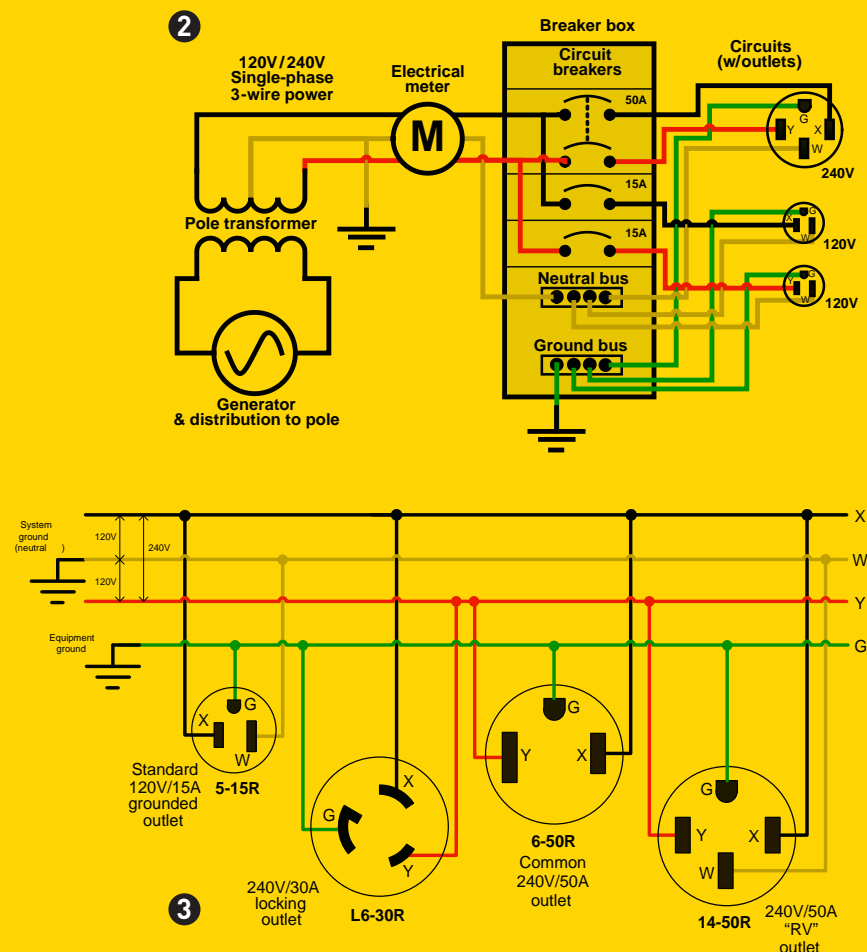 2
120V/240V
Single-phase
3-wire power
Electrical
meter
M
Breaker box
Circuit
breakers
50A
15A
15A
Neutral bus
Ground bus
Circuits
(w/outlets)
G
Y
X
W
240V
X
G
W
120V
Y
G
W
120V
Pole transformer
Generator
& distribution to pole
System
ground
(neutral )
120V
240V
120V
X
W
Y
G
Equipment
ground
X
G
W
5-15R
Standard
120V/15A
grounded
outlet
G
X
Y
L6-30R
240V/30A
locking
outlet
G
Y
X
6-50R
Common
240V/50A
outlet
G
Y
X
W
14-50R
240V/50A
“RV”
outlet
3